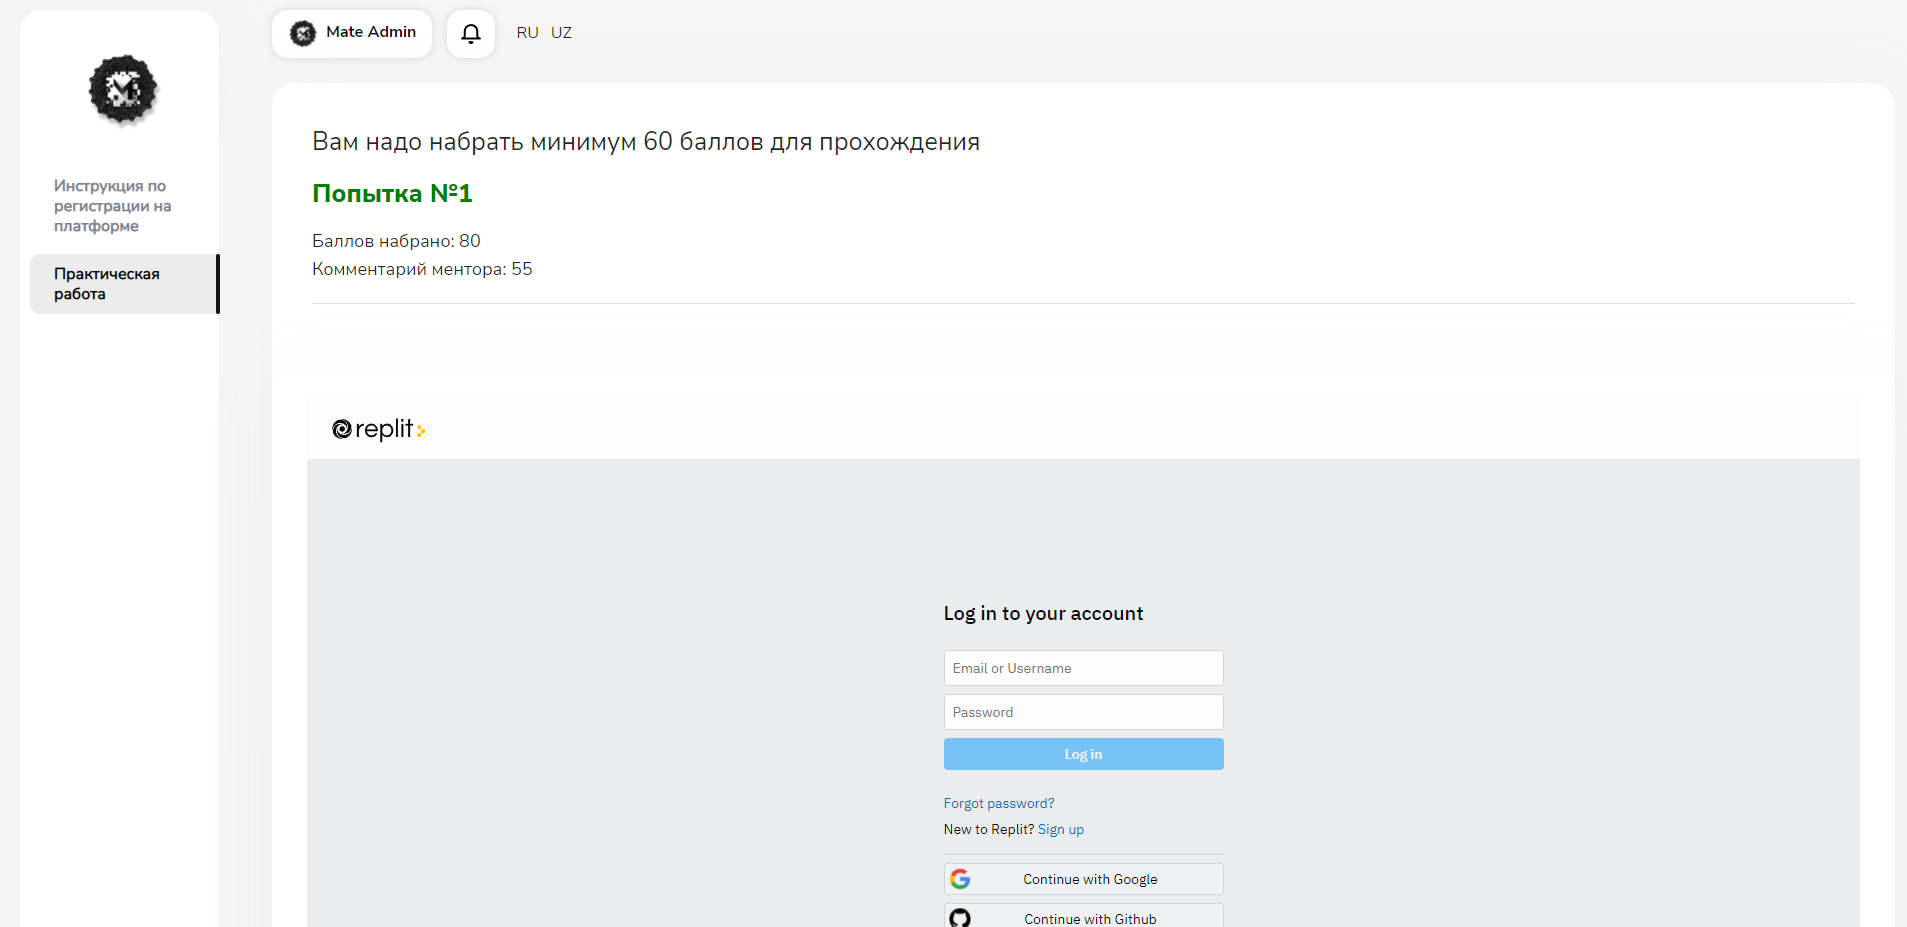 Mate Admin
RU UZ
Инструкция по
регистрации на
платформе
Практическая
работа
Вам надо набрать минимум 60 баллов для прохождения
Попытка №1
Баллов набрано: 80
Комментарий ментора: 55
replit
Log in to your account
Email or Username
Password
Log in
Forgot password?
New to Replit? Sign up
Continue with Google
Continue with Github